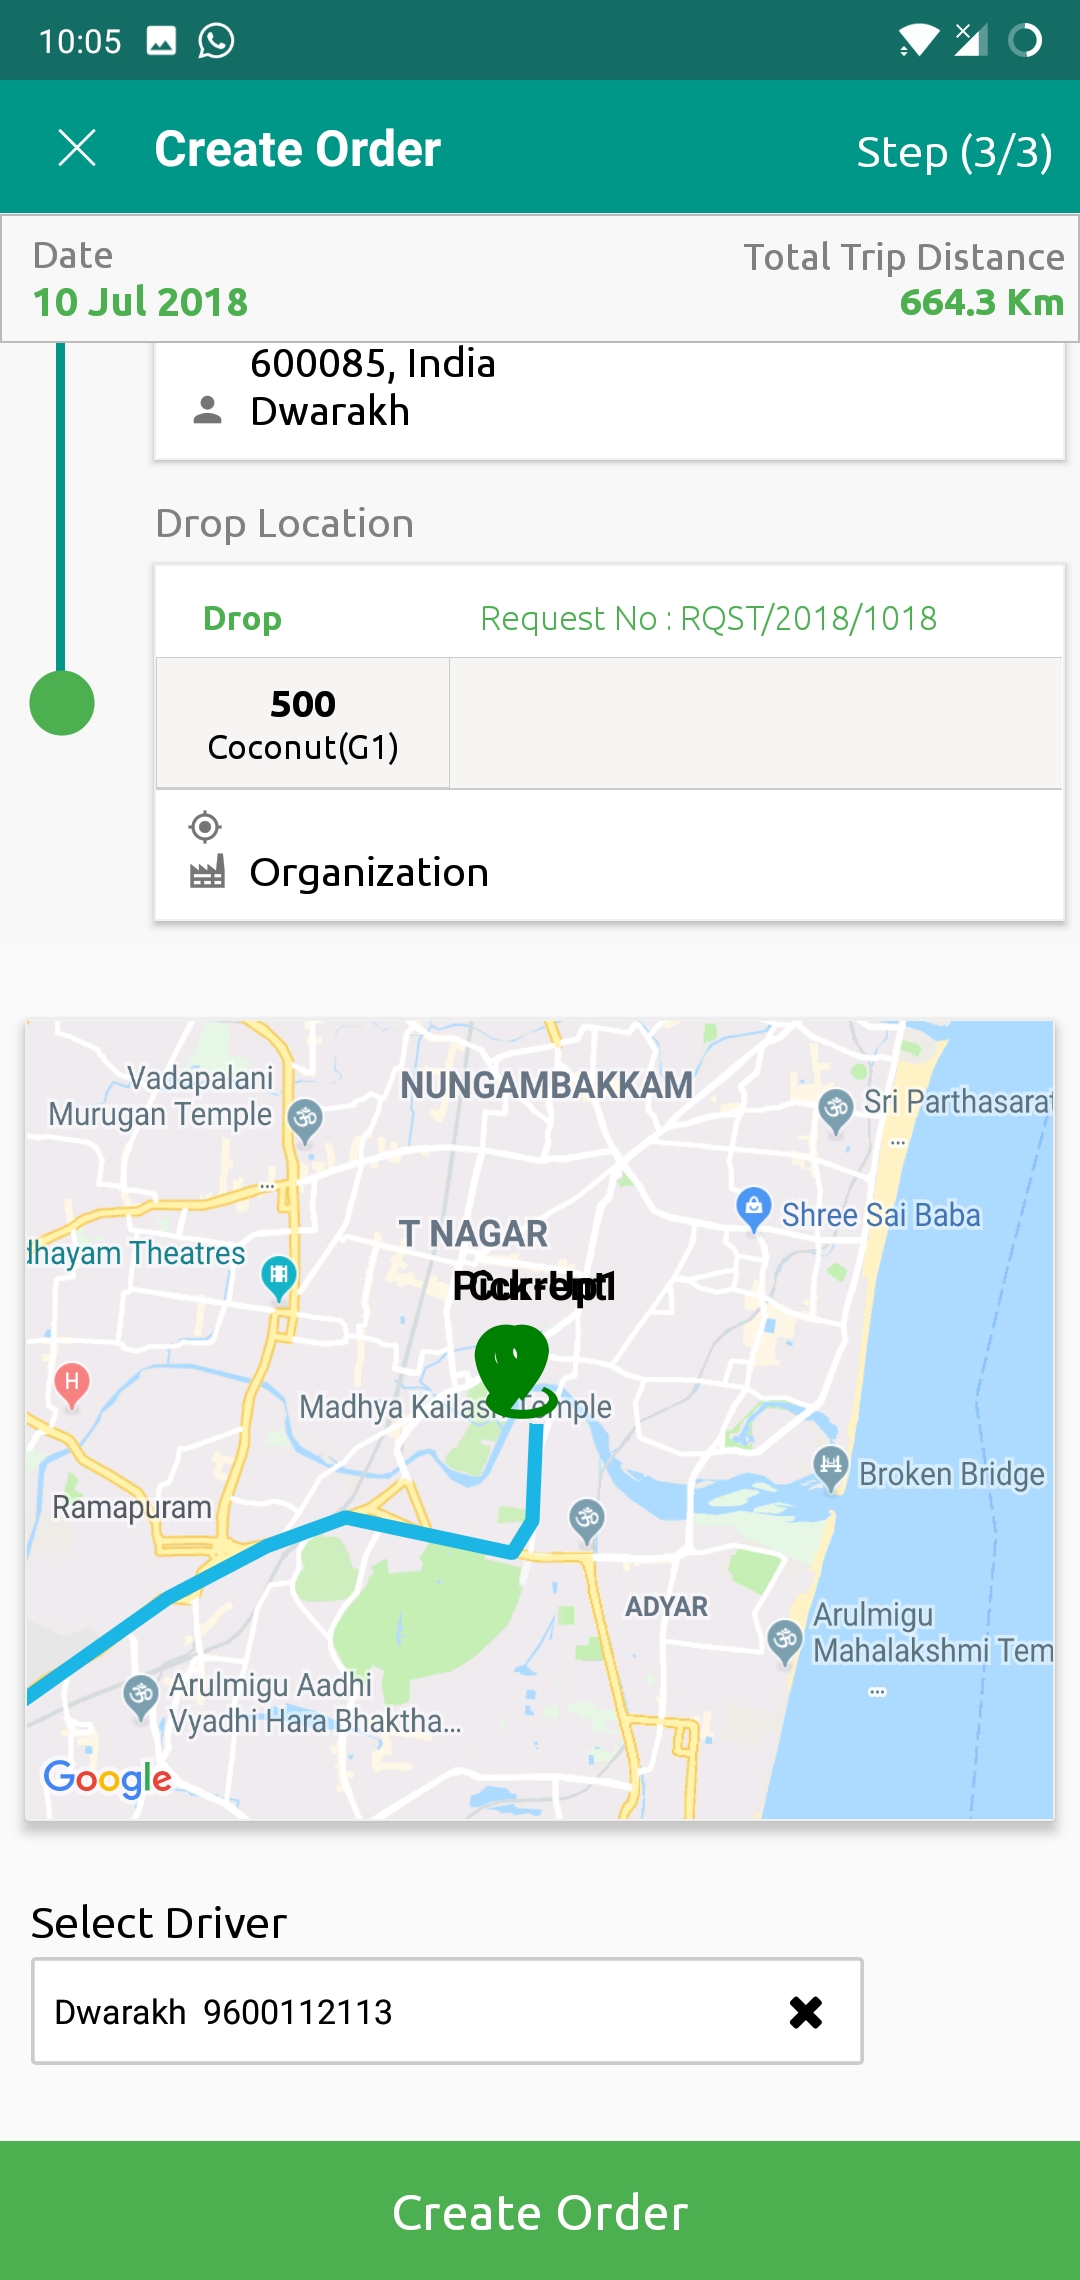 10:05
Create Order
Step (3/3)
Date
Total Trip Distance
10 Jul 2018
664.3 Km
600085, India
Dwarakh
Drop Location
Drop
Request No : RQST/2018/1018
500
Coconut(G1)
Organization
Vadapalani
Murugan Temple
NUNGAMBAKKAM
Sri Parthasarat
...
...
T NAGAR
Shree Sai Baba
dhayam Theatres
H
Madhya Kailash Temple
Broken Bridge
Ramapuram
ADYAR
Arulmigu
Mahalakshmi Tem
...
Arulmigu Aadhi
Vyadhi Hara Bhaktha...
Google
Select Driver
Dwarakh 9600112113
Create Order